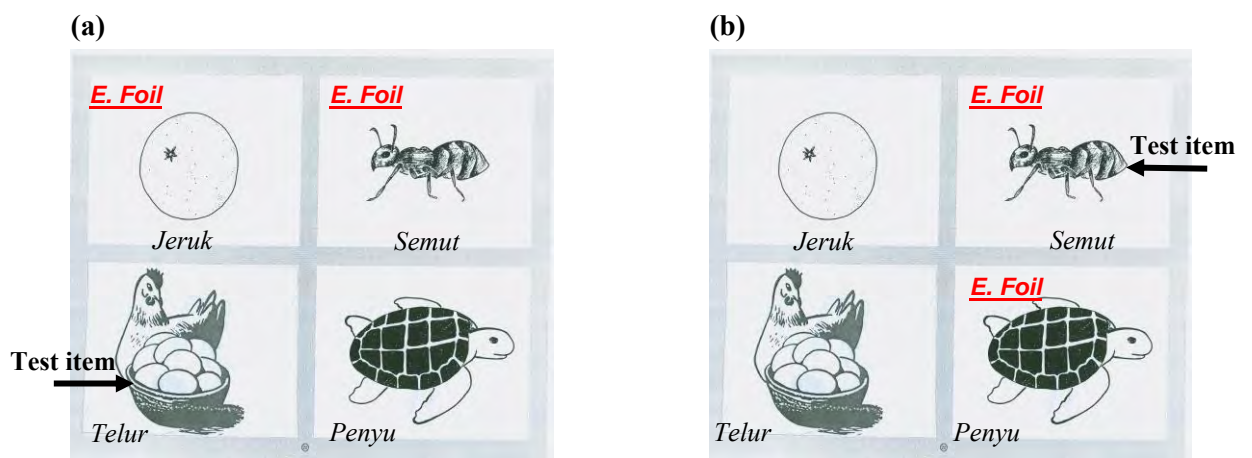 (a)
E. Foil
E. Foil
Jeruk
Semut
Test item
Telur
Penyu
(b)
E. Foil
Test item
Jeruk
Semut
E. Foil
Telur
Penyu